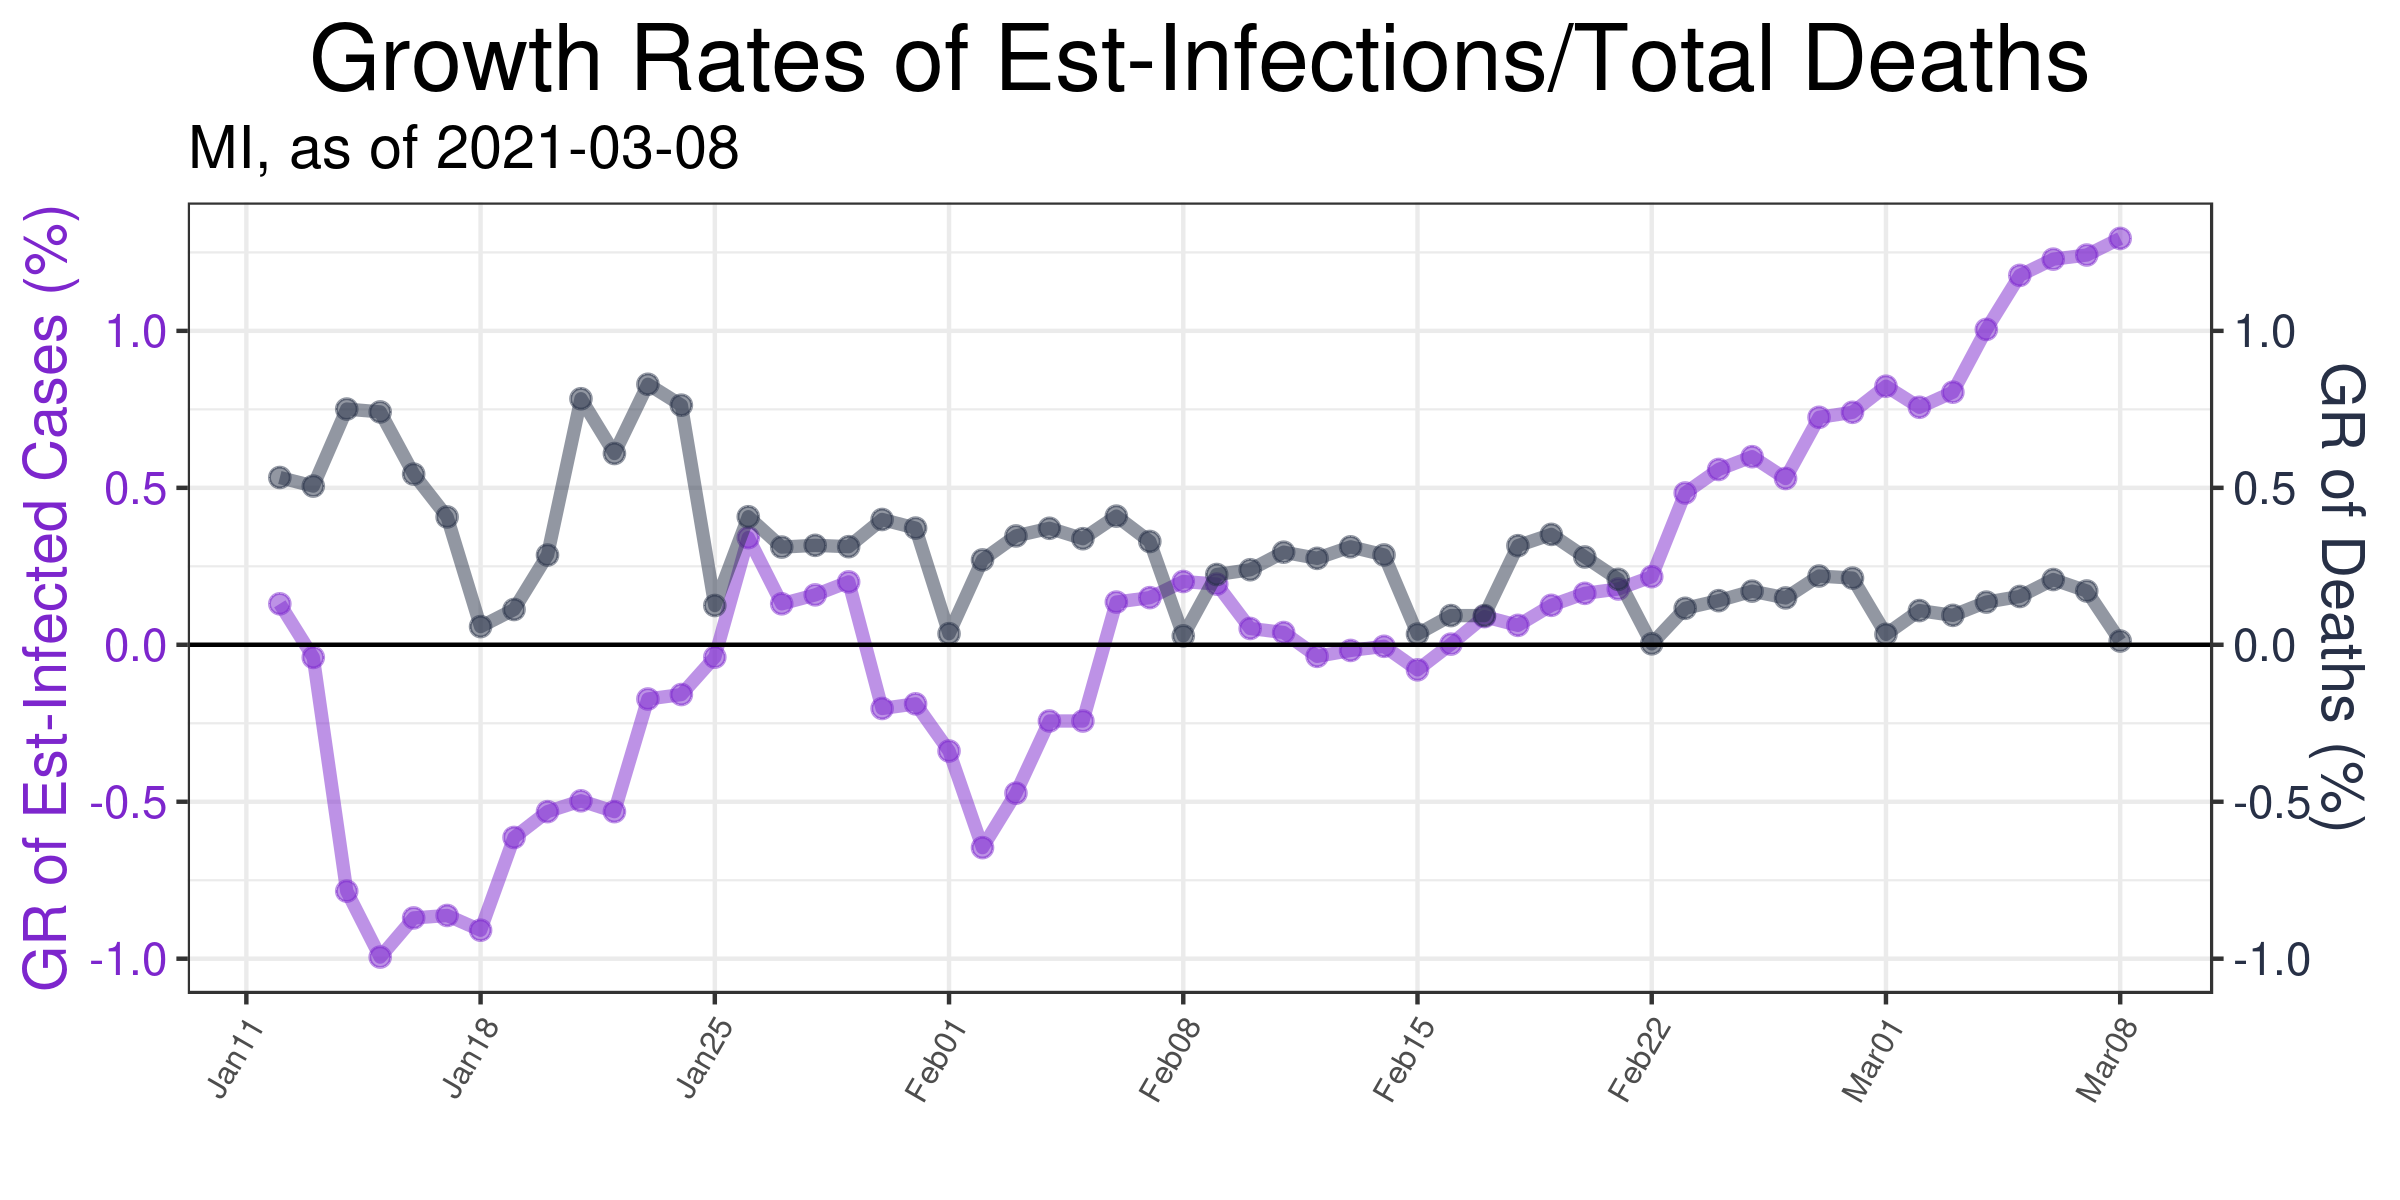 Growth Rates of Est-Infections/Total Deaths
MI, as of 2021-03-08
GR of Est-Infected Cases (%)
1.0
0.5
0.0
-0.5
-1.0
1.0
0.5
0.0
-0.5
-1.0
GR of Deaths (%)
Jan11
Jan18
Jan25
Feb01
Feb08
Feb15
Feb22
Mar01
Mar08